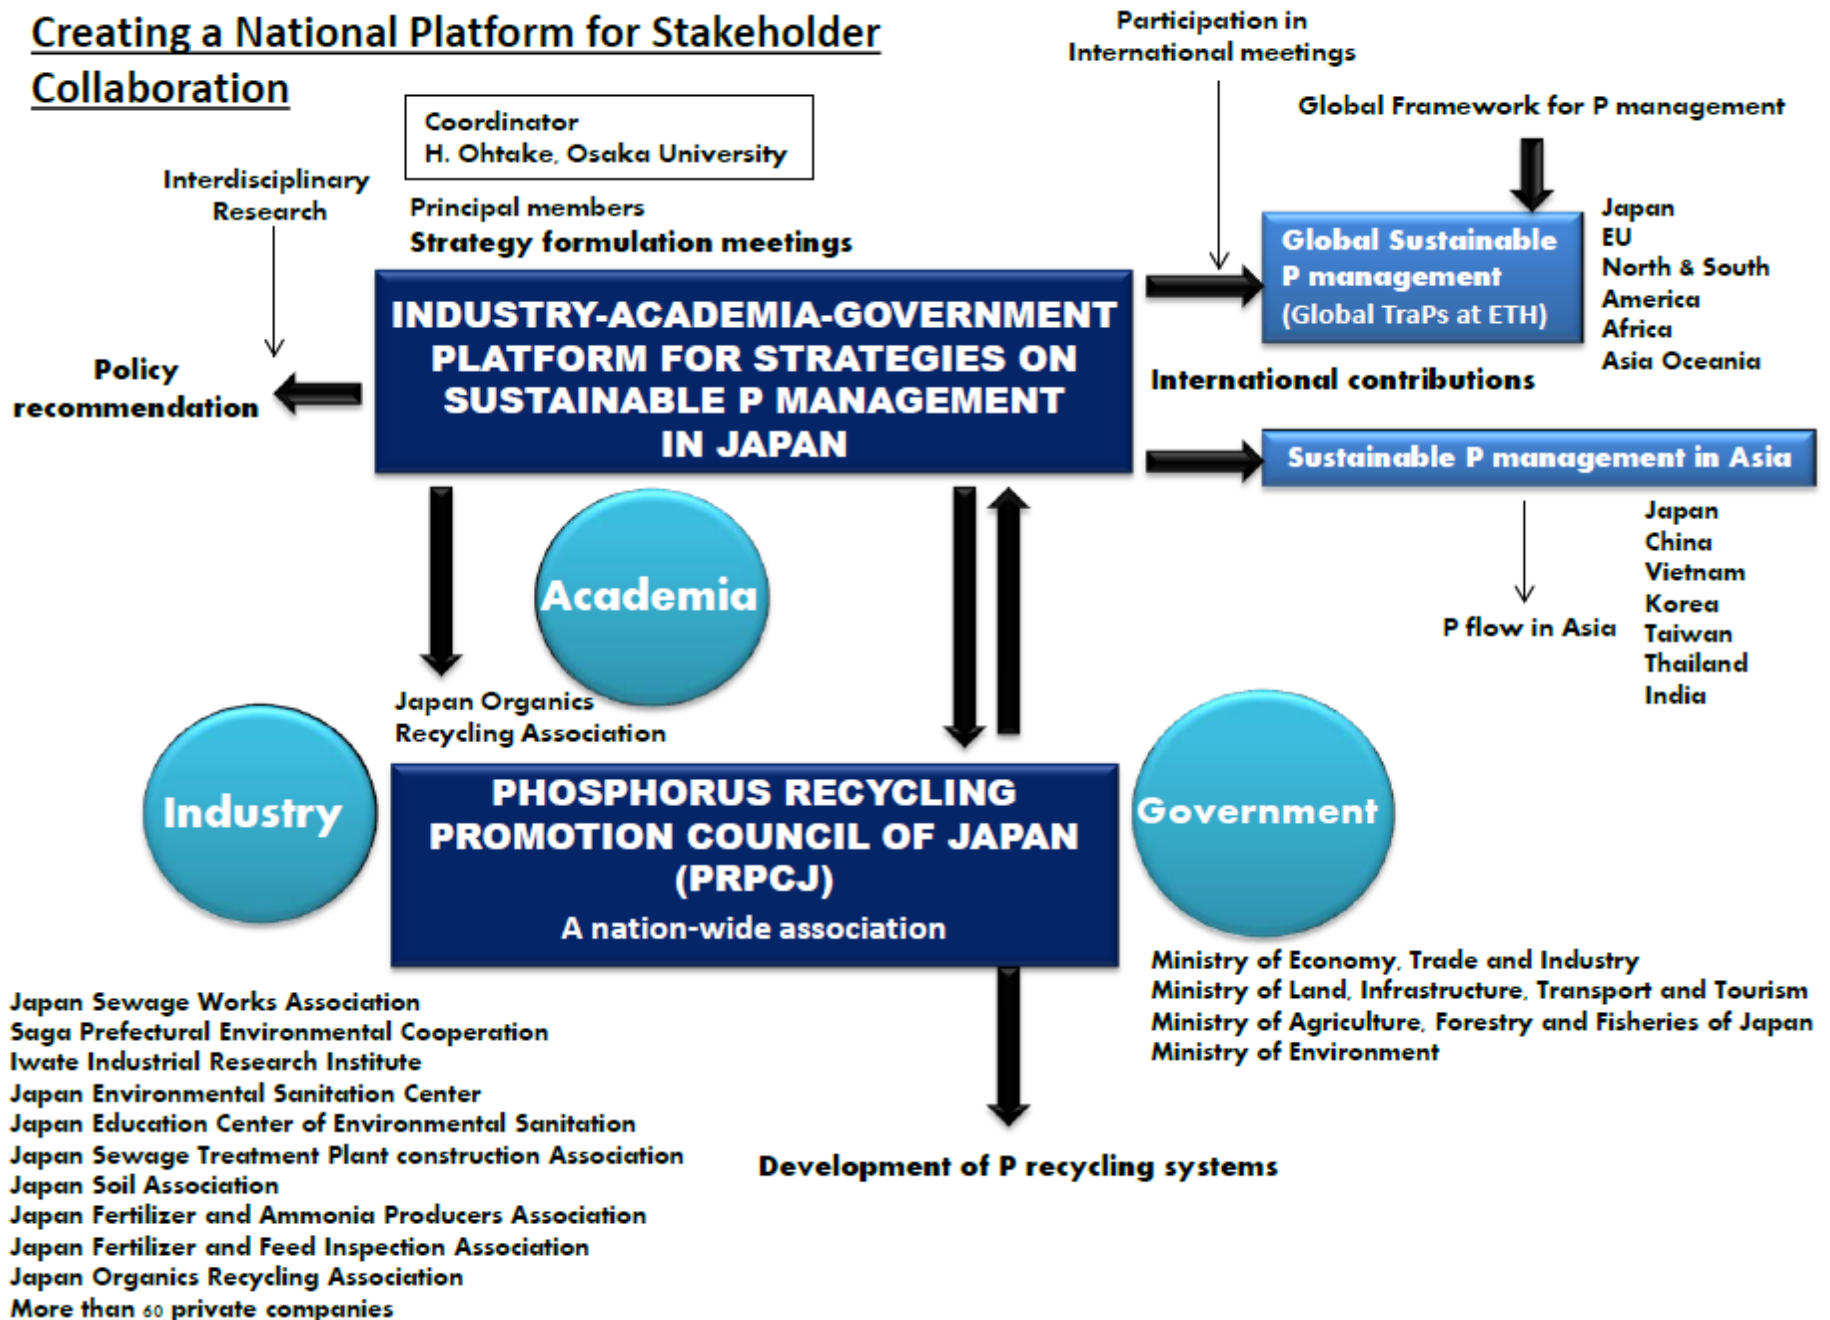 Creating a National Platform for Stakeholder
Collaboration
Participation in
International meetings
Global Framework for P management
Coordinator
H. Ohtake, Osaka University
Interdisciplinary
Research
Principal members
Strategy formulation meetings
INDUSTRY-ACADEMIA-GOVERNMENT
PLATFORM FOR STRATEGIES ON
SUSTAINABLE P MANAGEMENT
IN JAPAN
Global Sustainable
P management
(Global TraPs at ETH)
Japan
EU
North & South
America
Africa
Asia Oceania
Policy
recommendation
International contributions
Sustainable P management in Asia
Japan
China
Vietnam
Korea
Taiwan
Thailand
India
P flow in Asia
Academia
Japan Organics
Recycling Association
Industry
PHOSPHORUS RECYCLING
PROMOTION COUNCIL OF JAPAN
(PRPCJ)
A nation-wide association
Government
Ministry of Economy, Trade and Industry
Ministry of Land, Infrastructure, Transport and Tourism
Ministry of Agriculture, Forestry and Fisheries of Japan
Ministry of Environment
Japan Sewage Works Association
Saga Prefectural Environmental Cooperation
Iwate Industrial Research Institute
Japan Environmental Sanitation Center
Japan Education Center of Environmental Sanitation
Japan Sewage Treatment Plant construction Association
Japan Soil Association
Japan Fertilizer and Ammonia Producers Association
Japan Fertilizer and Feed Inspection Association
Japan Organics Recycling Association
More than 60 private companies
Development of P recycling systems